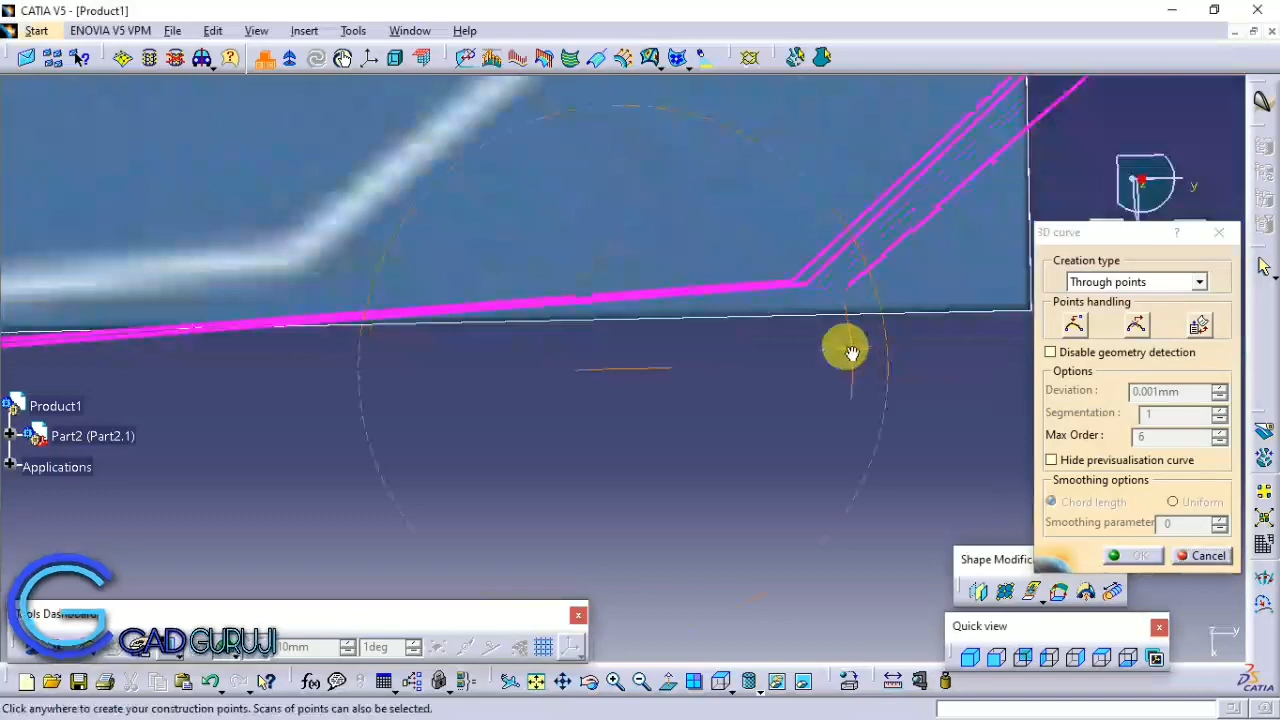 CATIA V5 - [Product1]
Start ENOVIA V5 VPM File Edit View Insert Tools Window Help
y
3D curve
Creation type
Through points
Points handling
Disable geometry detection
Options
Deviation : 0.001mm
Segmentation : 1
Max Order : 6
Hide previsualisation curve
Smoothing options
Chord length Uniform
Smoothing parameter 0
OK Cancel
Product1
Part2 (Part2.1)
Applications
Shape Modific
Tools Dashboard
CAD GURUJI
10mm 1deg
Quick view
f(x)
CATIA
Click anywhere to create your construction points. Scans of points can also be selected.